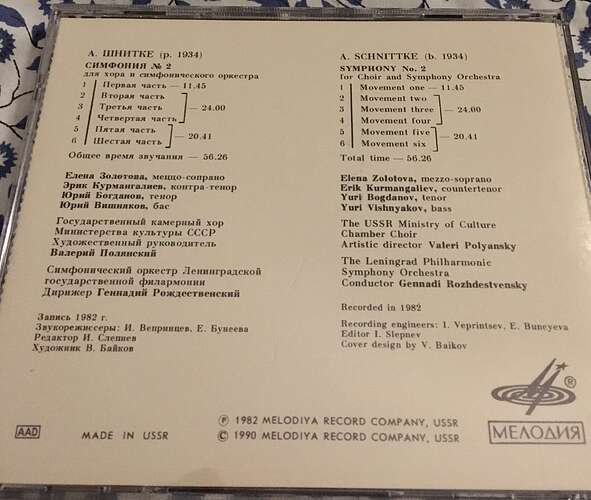 А. ШНИТКЕ (р. 1934)
СИМФОНИЯ № 2
для хора и симфонического оркестра
1 Первая часть — 11.45
2 Вторая часть
3 Третья часть — 24.00
4 Четвертая часть
5 Пятая часть — 20.41
6 Шестая часть
Общее время звучания — 56.26
Елена Золотова, меццо-сопрано
Эрик Курмангалиев, контра-тенор
Юрий Богданов, тенор
Юрий Вишняков, бас
Государственный камерный хор
Министерства культуры СССР
Художественный руководитель
Валерий Полянский
Симфонический оркестр Ленинградской
государственной филармонии
Дирижер Геннадий Рождественский
Запись 1982 г.
Звукорежиссеры: И. Вепринцев, Е. Бунеева
Редактор И. Слепнев
Художник В. Байков
A. SCHNITTKE (b. 1934)
SYMPHONY No. 2
for Choir and Symphony Orchestra
1 Movement one — 11.45
2 Movement two
3 Movement three — 24.00
4 Movement four
5 Movement five — 20.41
6 Movement six
Total time — 56.26
Elena Zolotova, mezzo-soprano
Erik Kurmangaliev, countertenor
Yuri Bogdanov, tenor
Yuri Vishnyakov, bass
The USSR Ministry of Culture
Chamber Choir
Artistic director Valeri Polyansky
The Leningrad Philharmonic
Symphony Orchestra
Conductor Gennadi Rozhdestvensky
Recorded in 1982
Recording engineers: I. Veprintsev, E. Buneyeva
Editor I. Slepnev
Cover design by V. Baikov
®
AAD
MADE IN USSR
Ⓟ 1982 MELODIYA RECORD COMPANY, USSR
© 1990 MELODIYA RECORD COMPANY, USSR
МЕЛОДИЯ